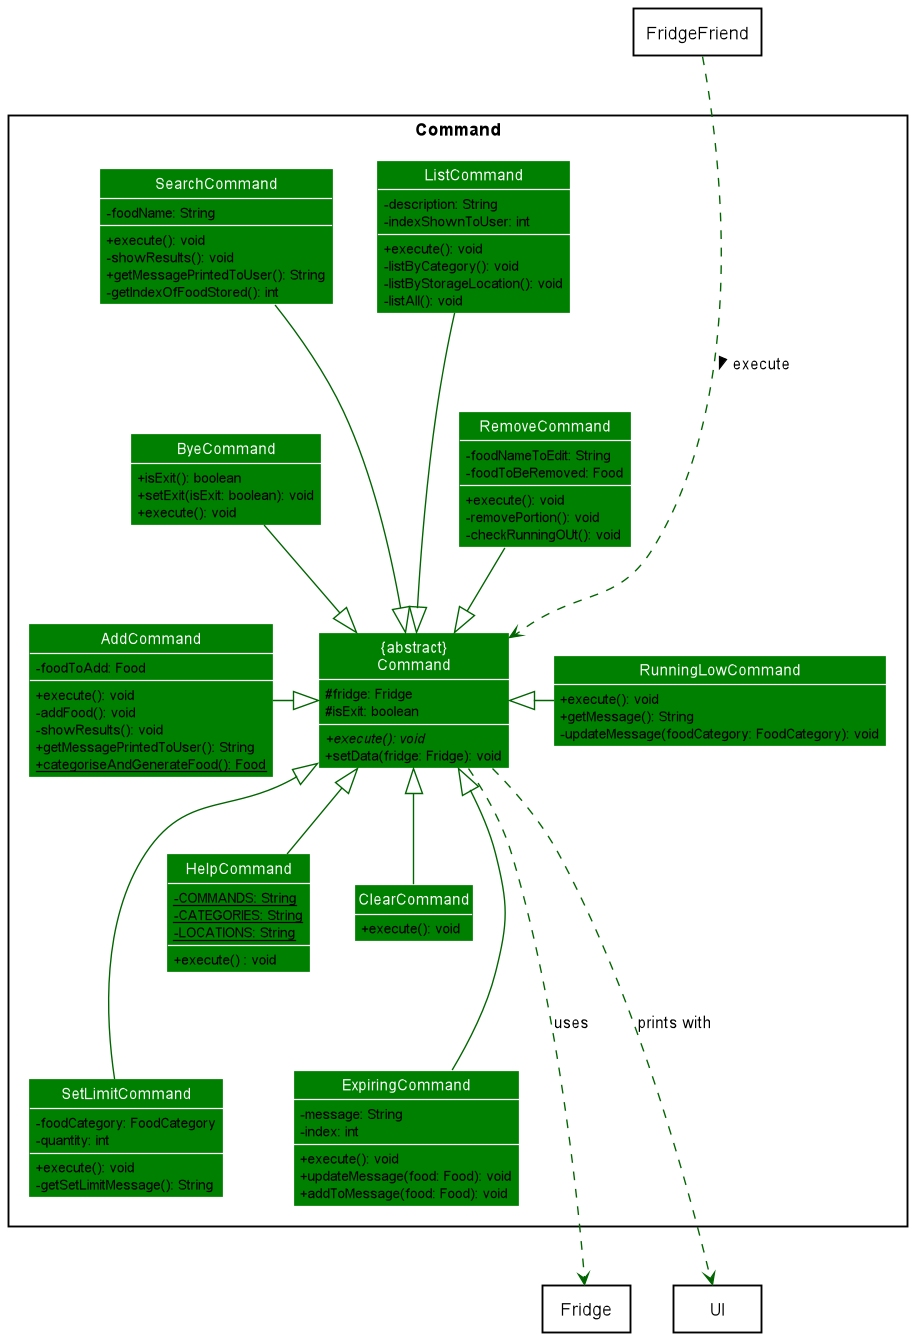 FridgeFriend
Command
SearchCommand
-foodName: String
+execute(): void
-showResults(): void
+getMessagePrintedToUser(): String
-getIndexOfFoodStored(): int
ListCommand
-description: String
-indexShownToUser: int
+execute(): void
-listByCategory(): void
-listByStorageLocation(): void
-listAll(): void
execute
ByeCommand
+isExit(): boolean
+setExit(isExit: boolean): void
+execute(): void
RemoveCommand
-foodNameToEdit: String
-foodToBeRemoved: Food
+execute(): void
-removePortion(): void
-checkRunningOUt(): void
AddCommand
-foodToAdd: Food
+execute(): void
-addFood(): void
-showResults(): void
+getMessagePrintedToUser(): String
+categoriseAndGenerateFood(): Food
{abstract}
Command
#fridge: Fridge
#isExit: boolean
+execute(): void
+setData(fridge: Fridge): void
RunningLowCommand
+execute(): void
+getMessage(): String
-updateMessage(foodCategory: FoodCategory): void
HelpCommand
-COMMANDS: String
-CATEGORIES: String
-LOCATIONS: String
+execute() : void
ClearCommand
+execute(): void
uses
prints with
SetLimitCommand
-foodCategory: FoodCategory
-quantity: int
+execute(): void
-getSetLimitMessage(): String
ExpiringCommand
-message: String
-index: int
+execute(): void
+updateMessage(food: Food): void
+addToMessage(food: Food): void
Fridge
UI